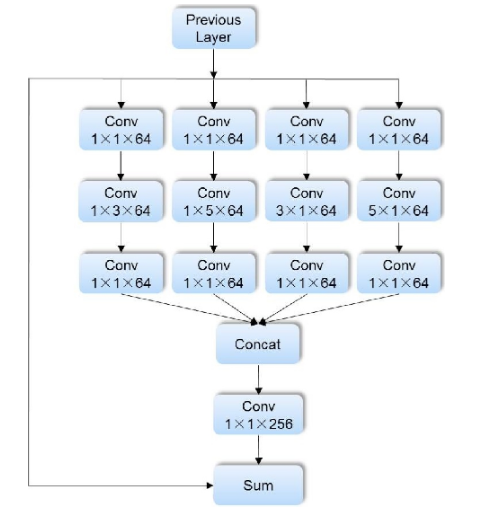 Previous
Layer
Conv
1×1×64
Conv
1×1×64
Conv
1×1×64
Conv
1×1×64
Conv
1×3×64
Conv
1×5×64
Conv
3×1×64
Conv
5×1×64
Conv
1×1×64
Conv
1×1×64
Conv
1×1×64
Conv
1×1×64
Concat
Conv
1×1×256
Sum